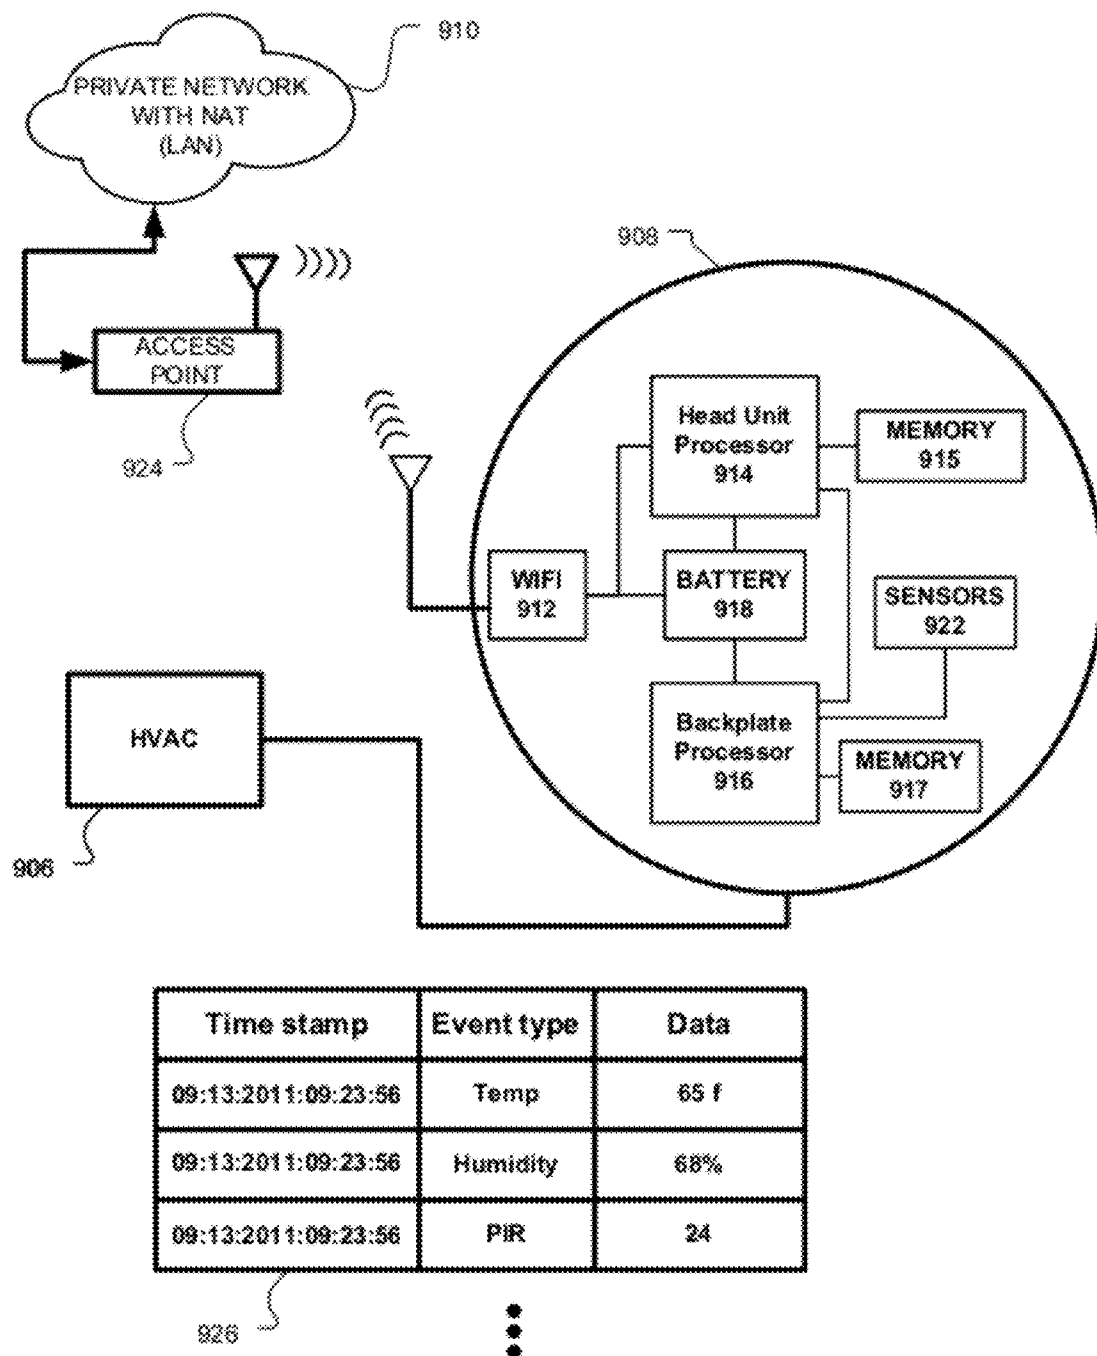 910
PRIVATE NETWORK
WITH NAT
(LAN)
908
ACCESS
POINT
924
Head Unit
Processor
914
MEMORY
915
WIFI
912
BATTERY
918
SENSORS
922
HVAC
Backplate
Processor
916
MEMORY
917
906
Time stamp Event type Data
09:13:2011:09:23:56 Temp 65 f
09:13:2011:09:23:56 Humidity 68%
09:13:2011:09:23:56 PIR 24
926